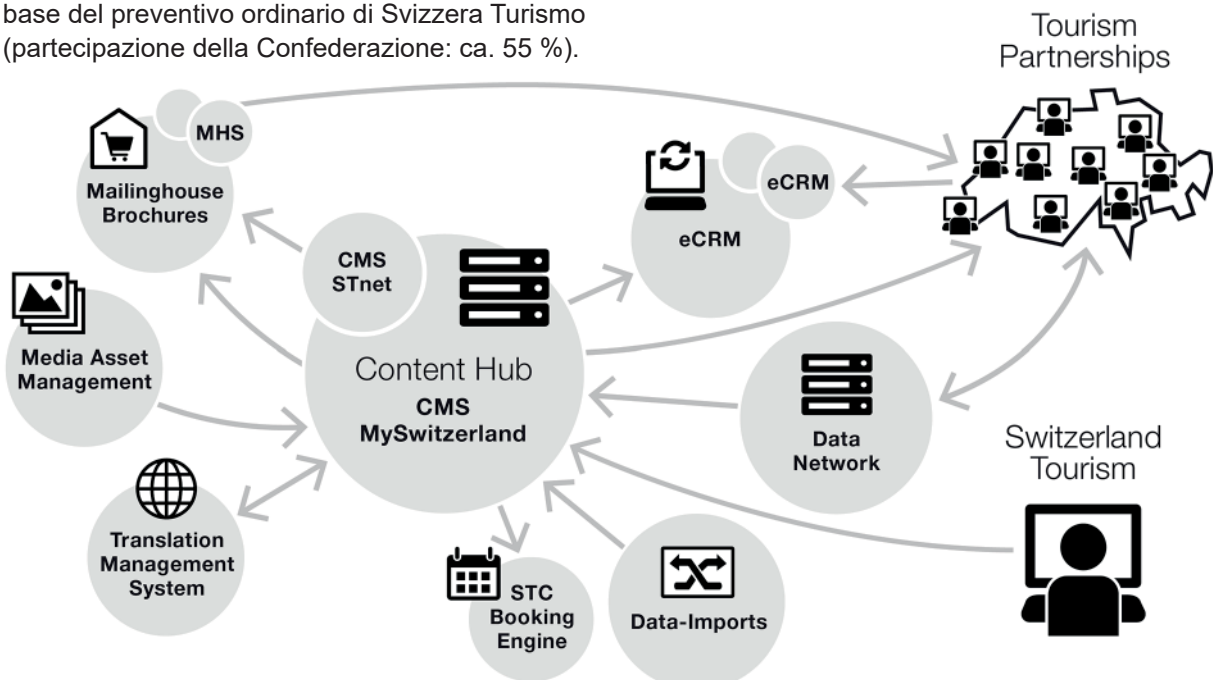 base del preventivo ordinario di Svizzera Turismo
(partecipazione della Confederazione: ca. 55 %).
Tourism
Partnerships
MHS
Mailinghouse
Brochures
eCRM
eCRM
CMS
STnet
Media Asset
Management
Content Hub
CMS
MySwitzerland
Data
Network
Switzerland
Tourism
Translation
Management
System
STC
Booking
Engine
Data-Imports